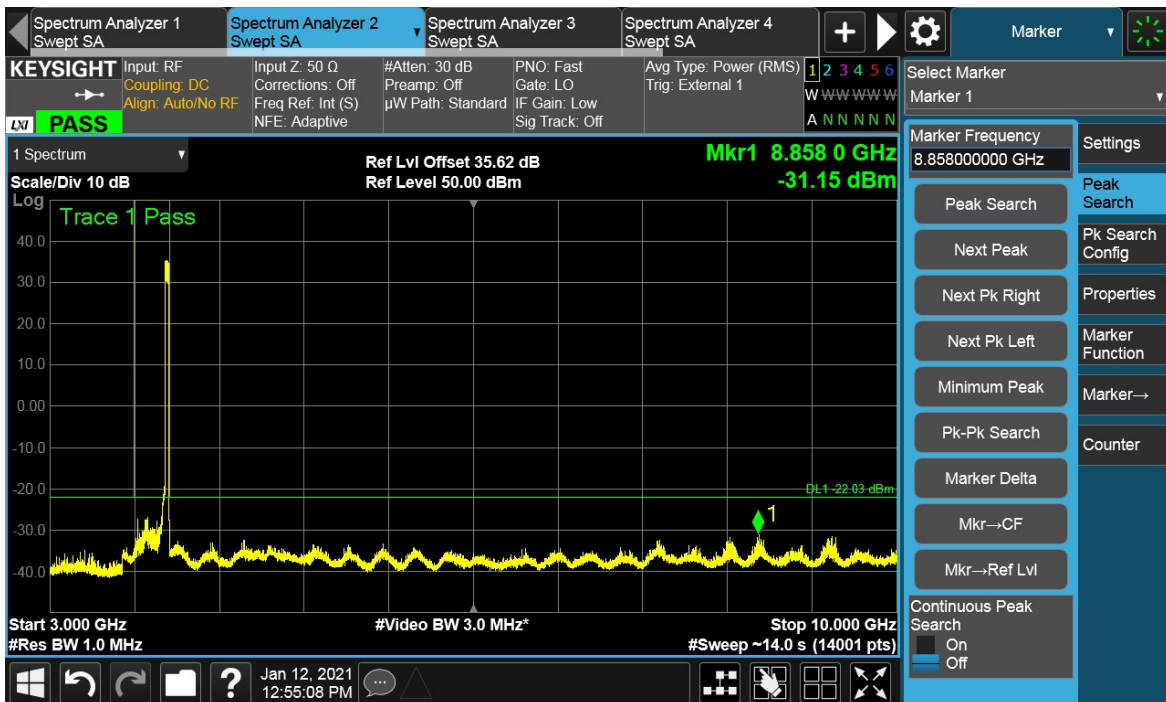 Spectrum Analyzer 1
Swept SA
Spectrum Analyzer 2
Swept SA
Spectrum Analyzer 3
Swept SA
Spectrum Analyzer 4
Swept SA
+
Marker
KEYSIGHT
LXI PASS
Input: RF
Coupling: DC
Align: Auto/No RF
Input Z: 50 Ω
Corrections: Off
Freq Ref: Int (S)
NFE: Adaptive
#Atten: 30 dB
Preamp: Off
µW Path: Standard
PNO: Fast
Gate: LO
IF Gain: Low
Sig Track: Off
Avg Type: Power (RMS)
Trig: External 1
1 2 3 4 5 6
W W W W W W
A N N N N N
Select Marker
Marker 1
1 Spectrum
Scale/Div 10 dB
Log
Ref Lvl Offset 35.62 dB
Ref Level 50.00 dBm
Mkr1 8.858 0 GHz
-31.15 dBm
Trace 1 Pass
40.0
30.0
20.0
10.0
0.00
-10.0
-20.0
-30.0
-40.0
DL1 -22.03 dBm
1
Start 3.000 GHz
#Res BW 1.0 MHz
#Video BW 3.0 MHz*
Stop 10.000 GHz
#Sweep ~14.0 s (14001 pts)
Marker Frequency
8.858000000 GHz
Peak Search
Next Peak
Next Pk Right
Next Pk Left
Minimum Peak
Pk-Pk Search
Marker Delta
Mkr→CF
Mkr→Ref Lvl
Continuous Peak
Search
On
Off
Settings
Peak
Search
Pk Search
Config
Properties
Marker
Function
Marker→
Counter
?
Jan 12, 2021
12:55:08 PM